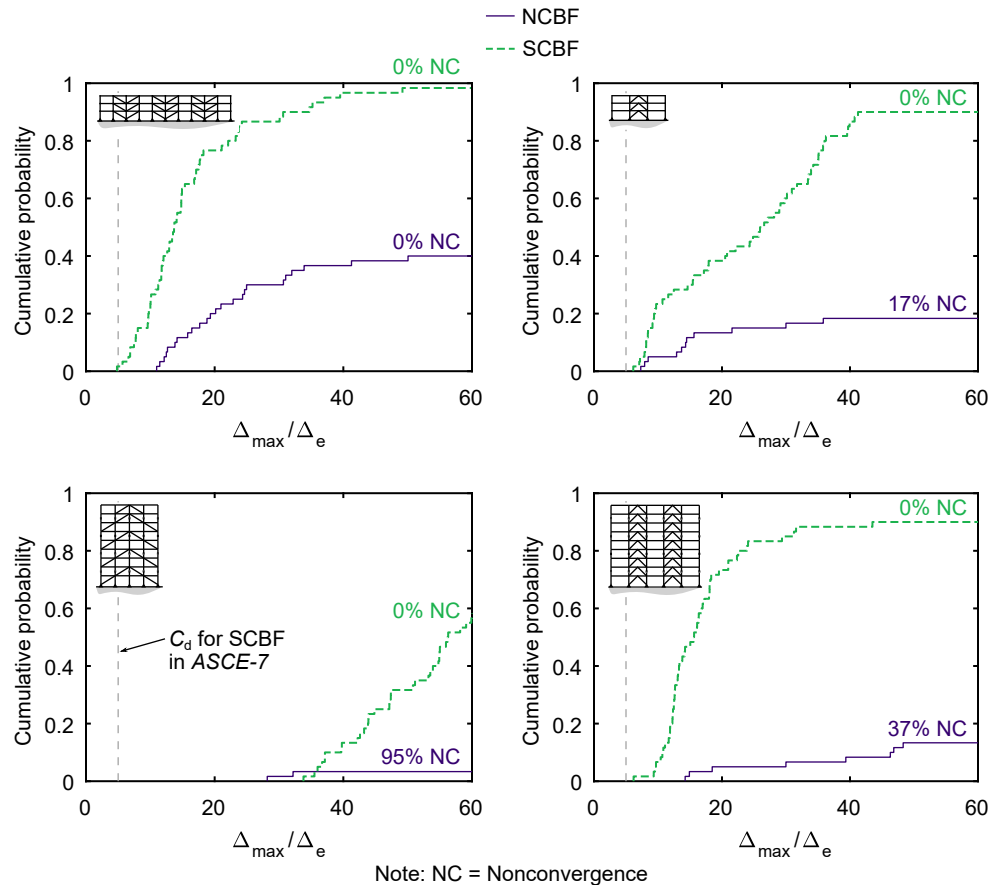 NCBF
SCBF
0% NC
0% NC
Cumulative probability
1
0.8
0.6
0.4
0.2
0
0 20 40 60
Δmax/Δe
0% NC
17% NC
Cumulative probability
1
0.8
0.6
0.4
0.2
0
0 20 40 60
Δmax/Δe
0% NC
95% NC
Cd for SCBF
in ASCE-7
Cumulative probability
1
0.8
0.6
0.4
0.2
0
0 20 40 60
Δmax/Δe
0% NC
37% NC
Cumulative probability
1
0.8
0.6
0.4
0.2
0
0 20 40 60
Δmax/Δe
Note: NC = Nonconvergence